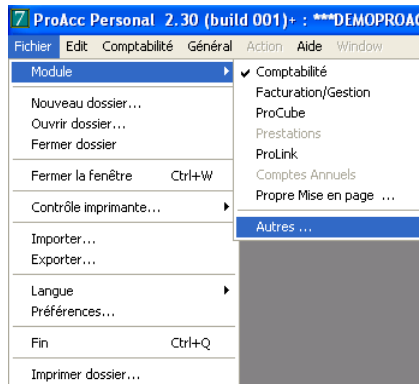 7 ProAcc Personal 2.30 (build 001)+ : ***DEMOPROAC
Fichier Edit Comptabilité Général Action Aide Window
Module
Nouveau dossier...
Ouvrir dossier...
Fermer dossier
Fermer la fenêtre Ctrl+W
Contrôle imprimante...
Importer...
Exporter...
Langue
Préférences...
Fin Ctrl+Q
Imprimer dossier...
Comptabilité
Facturation/Gestion
ProCube
Prestations
ProLink
Comptes Annuels
Propre Mise en page ...
Autres ...